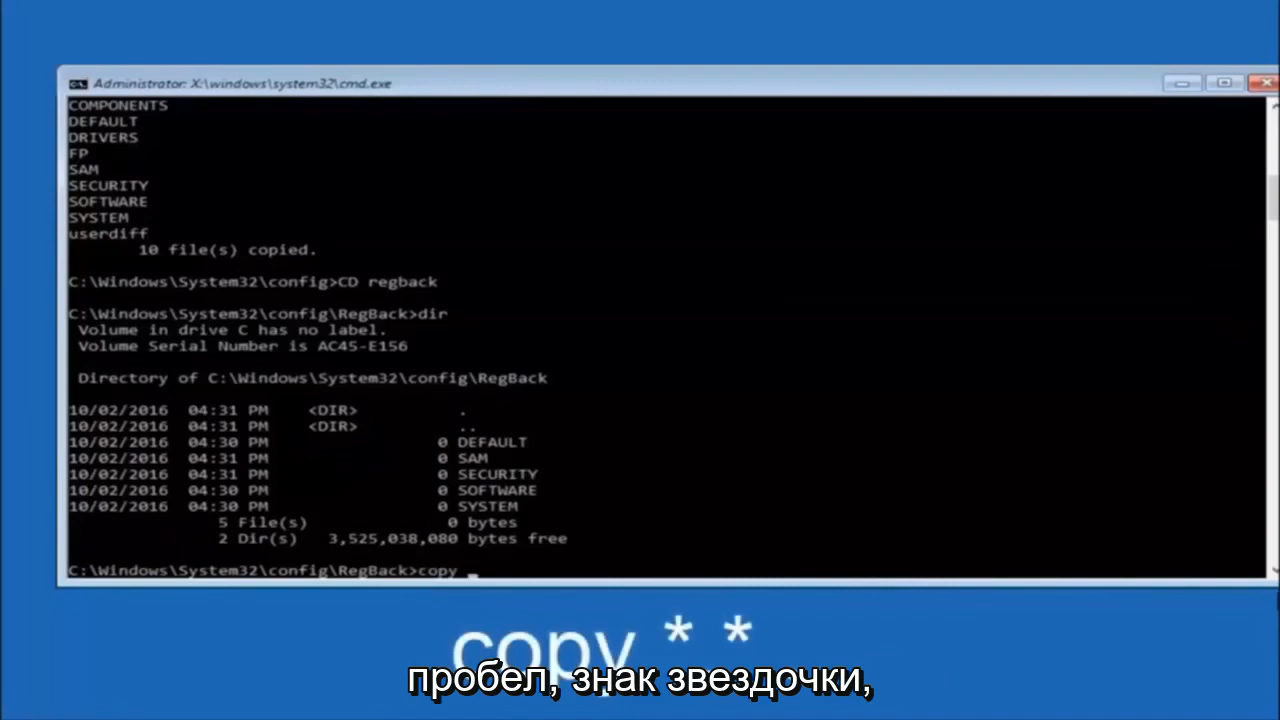 Administrator: X:\windows\system32\cmd.exe
COMPONENTS
DEFAULT
DRIVERS
FP
SAM
SECURITY
SOFTWARE
SYSTEM
userdiff
10 file(s) copied.
C:\Windows\System32\config>CD regback
C:\Windows\System32\config\RegBack>dir
Volume in drive C has no label.
Volume Serial Number is AC45-E156
Directory of C:\Windows\System32\config\RegBack
10/02/2016 04:31 PM <DIR> .
10/02/2016 04:31 PM <DIR> ..
10/02/2016 04:30 PM 0 DEFAULT
10/02/2016 04:31 PM 0 SAM
10/02/2016 04:31 PM 0 SECURITY
10/02/2016 04:30 PM 0 SOFTWARE
10/02/2016 04:30 PM 0 SYSTEM
5 File(s) 0 bytes
2 Dir(s) 3,525,038,080 bytes free
C:\Windows\System32\config\RegBack>copy _
copy * *
пробел, знак звездочки,